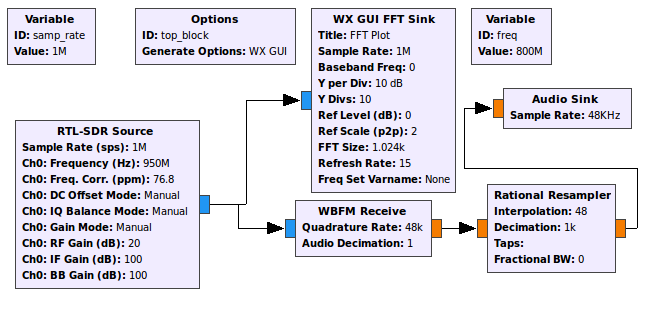 Variable
ID: samp_rate
Value: 1M
Options
ID: top_block
Generate Options: WX GUI
WX GUI FFT Sink
Title: FFT Plot
Sample Rate: 1M
Baseband Freq: 0
Y per Div: 10 dB
Y Divs: 10
Ref Level (dB): 0
Ref Scale (p2p): 2
FFT Size: 1.024k
Refresh Rate: 15
Freq Set Varname: None
Variable
ID: freq
Value: 800M
Audio Sink
Sample Rate: 48KHz
RTL-SDR Source
Sample Rate (sps): 1M
Ch0: Frequency (Hz): 950M
Ch0: Freq. Corr. (ppm): 76.8
Ch0: DC Offset Mode: Manual
Ch0: IQ Balance Mode: Manual
Ch0: Gain Mode: Manual
Ch0: RF Gain (dB): 20
Ch0: IF Gain (dB): 100
Ch0: BB Gain (dB): 100
WBFM Receive
Quadrature Rate: 48k
Audio Decimation: 1
Rational Resampler
Interpolation: 48
Decimation: 1k
Taps:
Fractional BW: 0